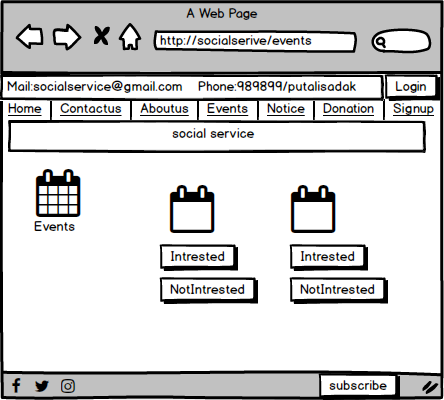 A Web Page
http://socialserive/events
Mail:socialservice@gmail.com Phone:989899/putalisadak Login
Home Contactus Aboutus Events Notice Donation Signup
social service
Events
Intrested Intrested
NotIntrested NotIntrested
subscribe